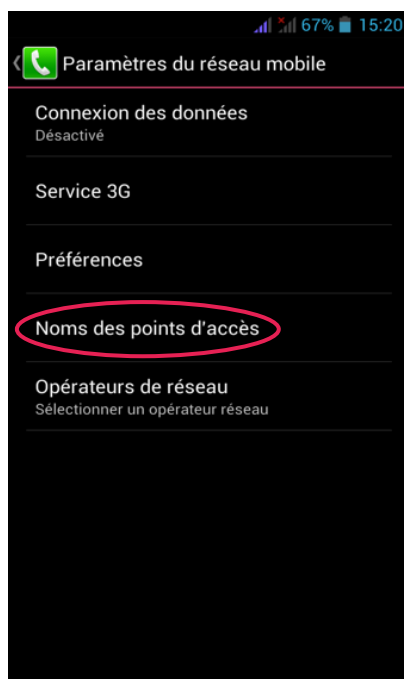 67% 15:20
Paramètres du réseau mobile
Connexion des données
Désactivé
Service 3G
Préférences
Noms des points d'accès
Opérateurs de réseau
Sélectionner un opérateur réseau